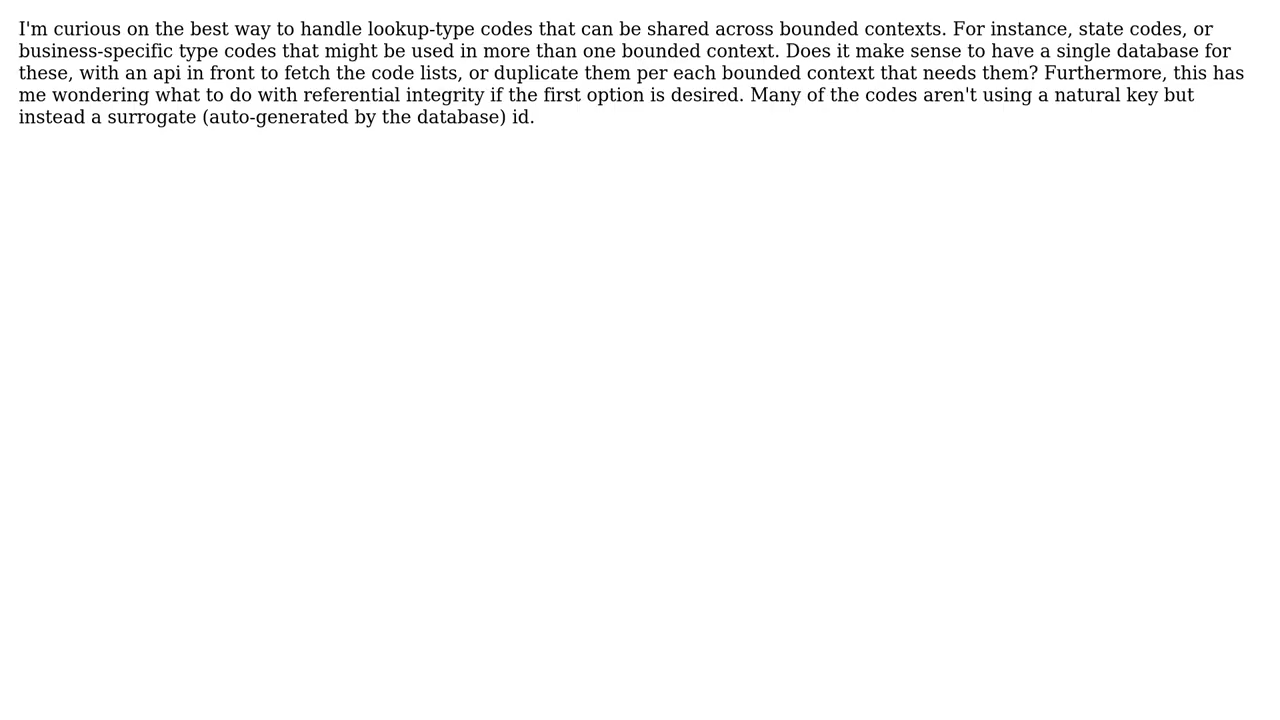 I'm curious on the best way to handle lookup-type codes that can be shared across bounded contexts. For instance, state codes, or
business-specific type codes that might be used in more than one bounded context. Does it make sense to have a single database for
these, with an api in front to fetch the code lists, or duplicate them per each bounded context that needs them? Furthermore, this has
me wondering what to do with referential integrity if the first option is desired. Many of the codes aren't using a natural key but
instead a surrogate (auto-generated by the database) id.